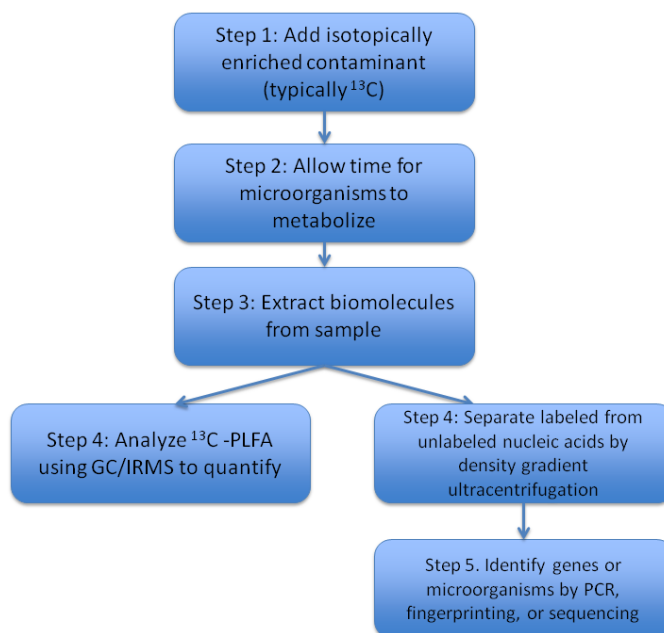 Step 1: Add isotopically
enriched contaminant
(typically ¹³C)
Step 2: Allow time for
microorganisms to
metabolize
Step 3: Extract biomolecules
from sample
Step 4: Analyze ¹³C -PLFA
using GC/IRMS to quantify
Step 4: Separate labeled from
unlabeled nucleic acids by
density gradient
ultracentrifugation
Step 5. Identify genes or
microorganisms by PCR,
fingerprinting, or sequencing